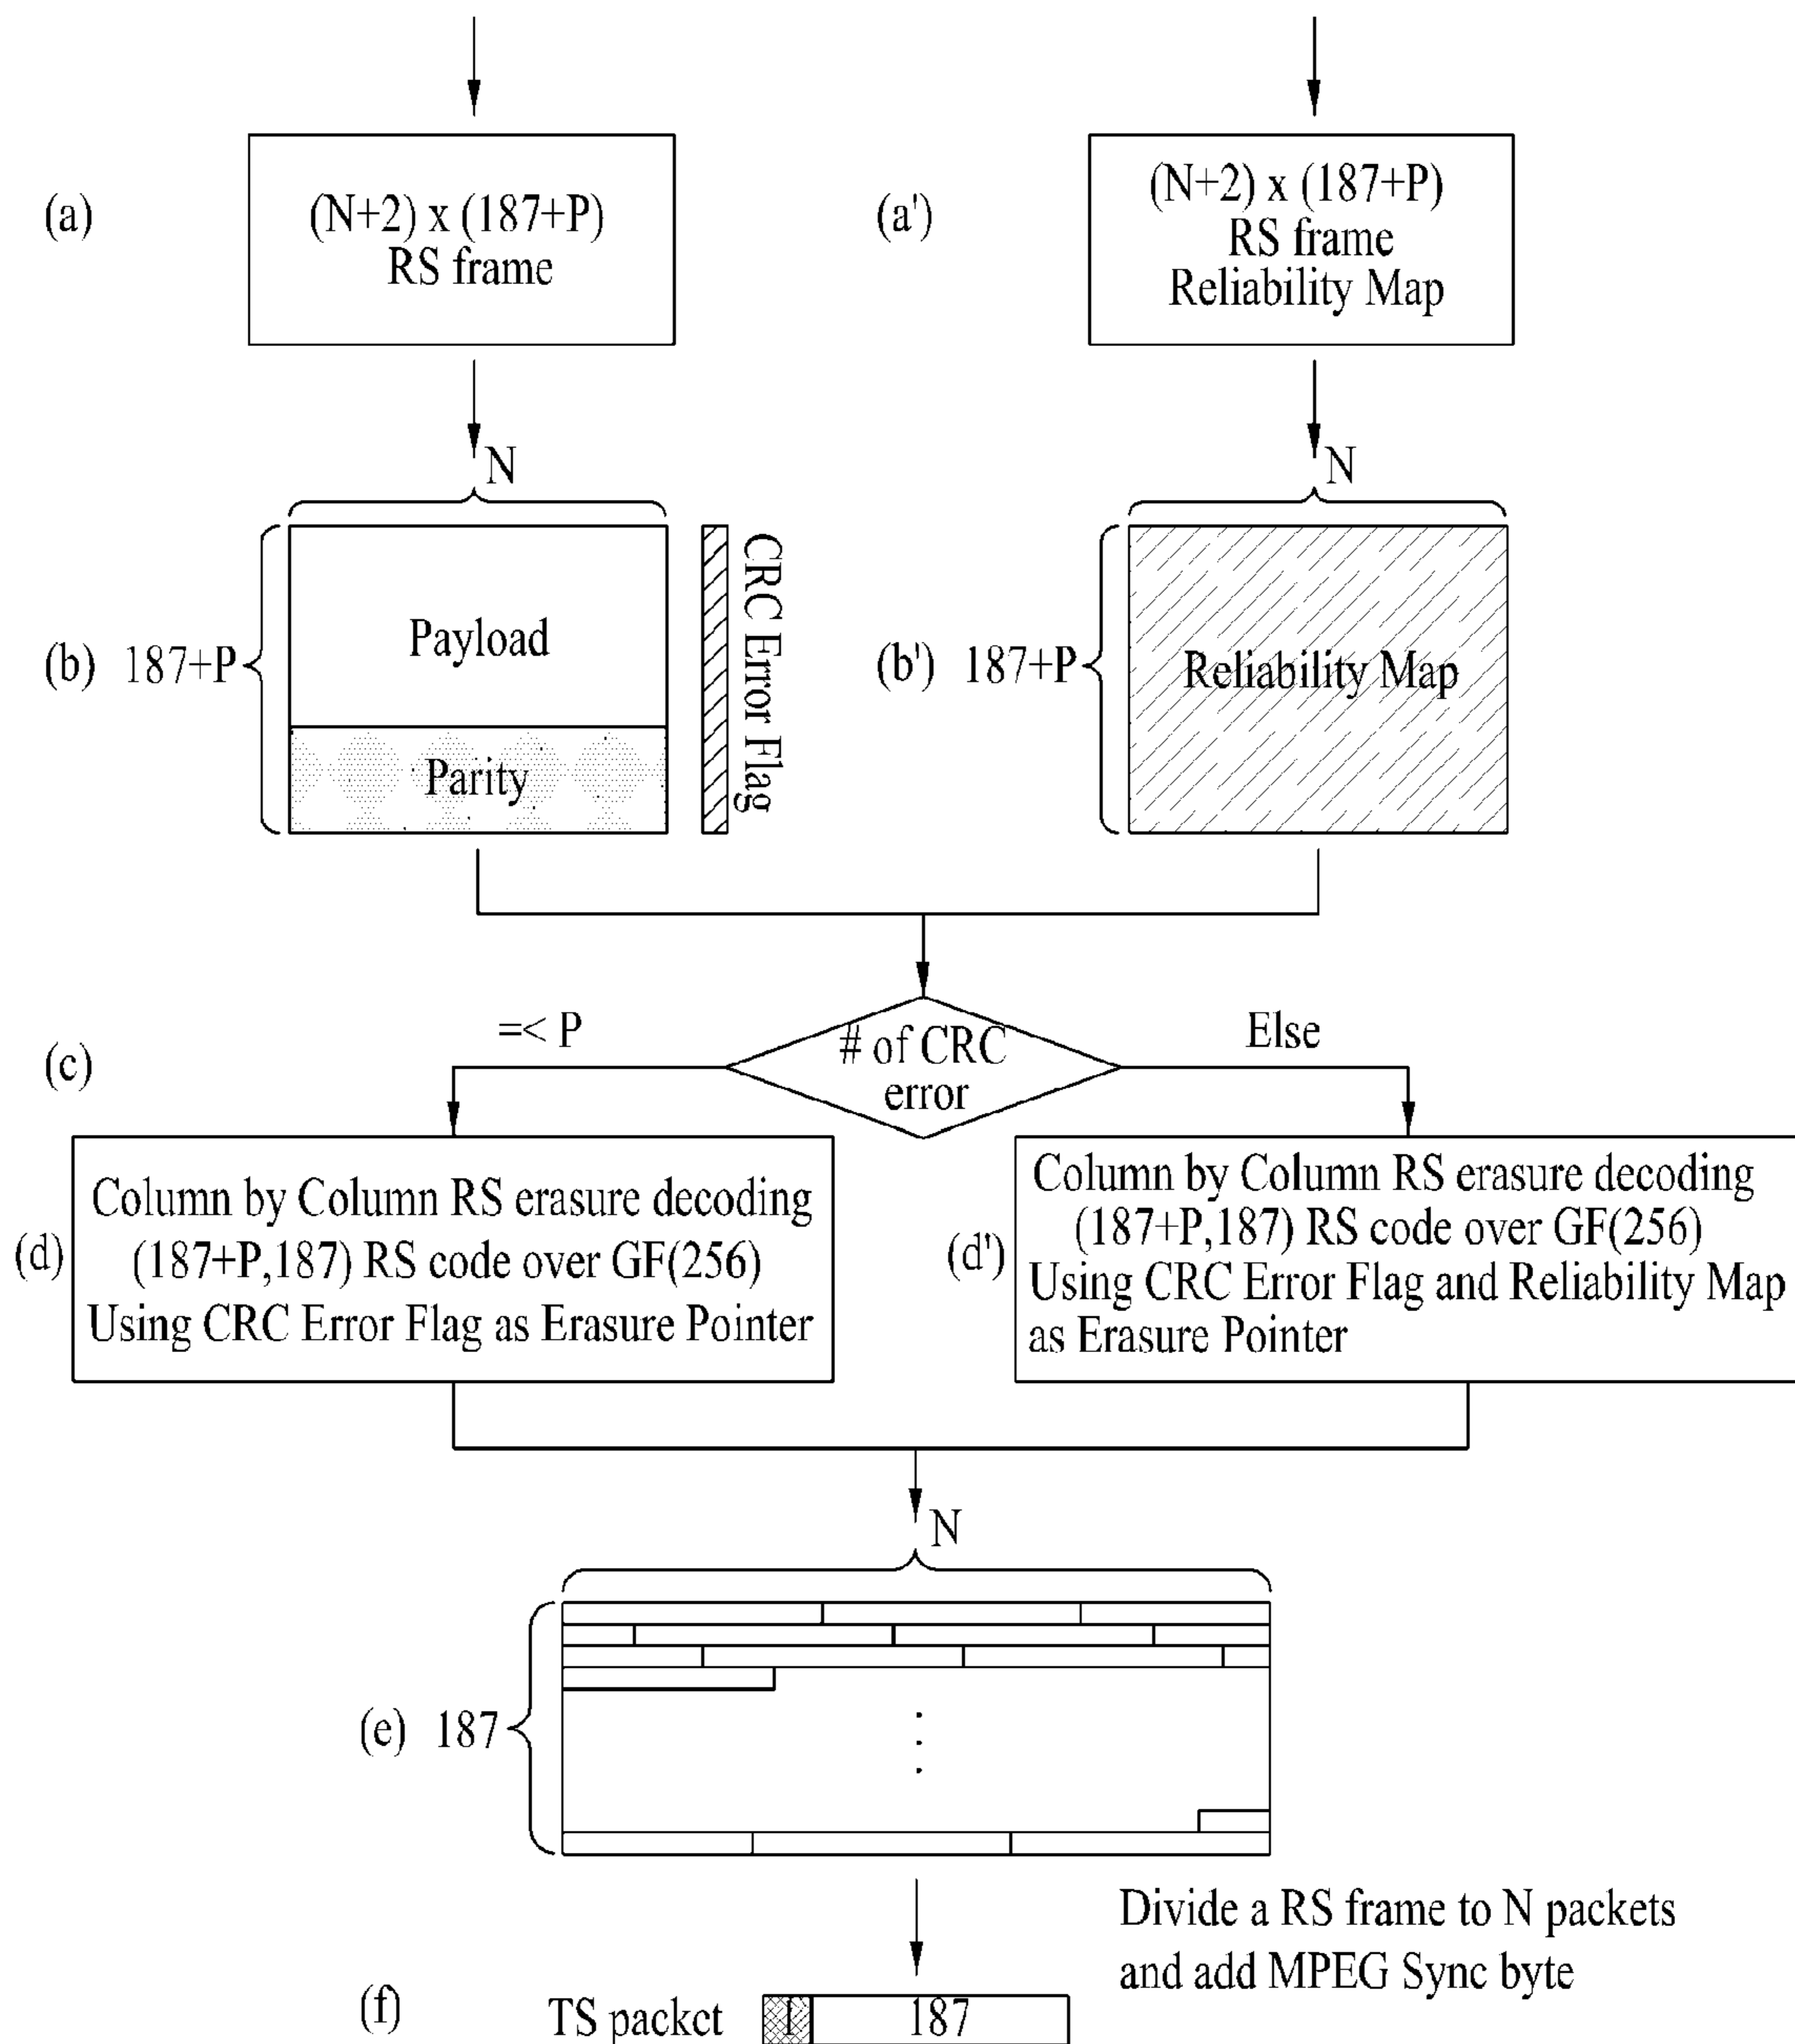 (a)
(N+2) x (187+P)
RS frame
(a')
(N+2) x (187+P)
RS frame
Reliability Map
N
N
(b)
187+P
Payload
Parity
CRC Error Flag
(b')
187+P
Reliability Map
(c)
=< P
# of CRC
error
Else
(d)
Column by Column RS erasure decoding
(187+P,187) RS code over GF(256)
Using CRC Error Flag as Erasure Pointer
(d')
Column by Column RS erasure decoding
(187+P,187) RS code over GF(256)
Using CRC Error Flag and Reliability Map
as Erasure Pointer
N
(e)
187
Divide a RS frame to N packets
and add MPEG Sync byte
(f)
TS packet
1
187